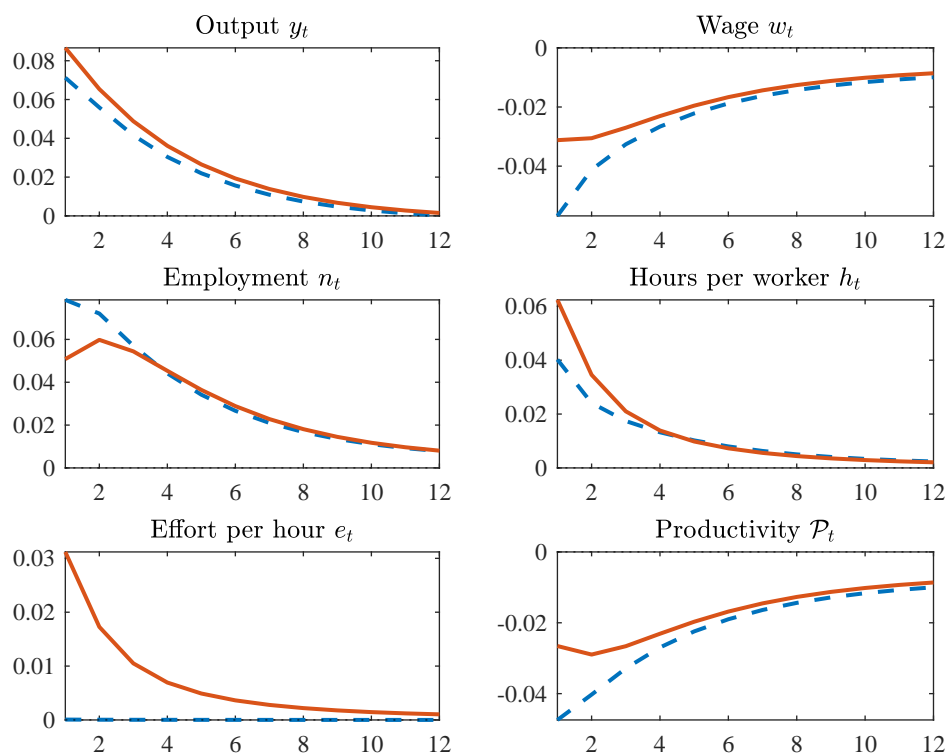 Output y_t
0.08
0.06
0.04
0.02
0
2 4 6 8 10 12
Wage w_t
0
-0.02
-0.04
2 4 6 8 10 12
Employment n_t
0.06
0.04
0.02
0
2 4 6 8 10 12
Hours per worker h_t
0.06
0.04
0.02
0
2 4 6 8 10 12
Effort per hour e_t
0.03
0.02
0.01
0
2 4 6 8 10 12
Productivity 𝒫_t
0
-0.02
-0.04
2 4 6 8 10 12